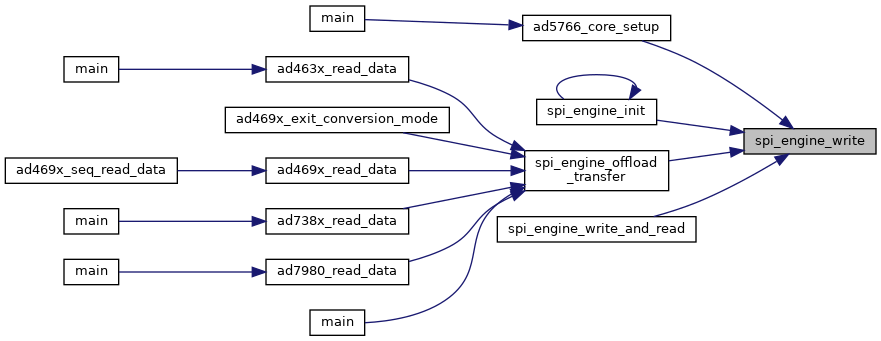 main
ad5766_core_setup
main
ad463x_read_data
spi_engine_init
ad469x_exit_conversion_mode
spi_engine_write
spi_engine_offload
_transfer
ad469x_seq_read_data
ad469x_read_data
main
ad738x_read_data
spi_engine_write_and_read
main
ad7980_read_data
main